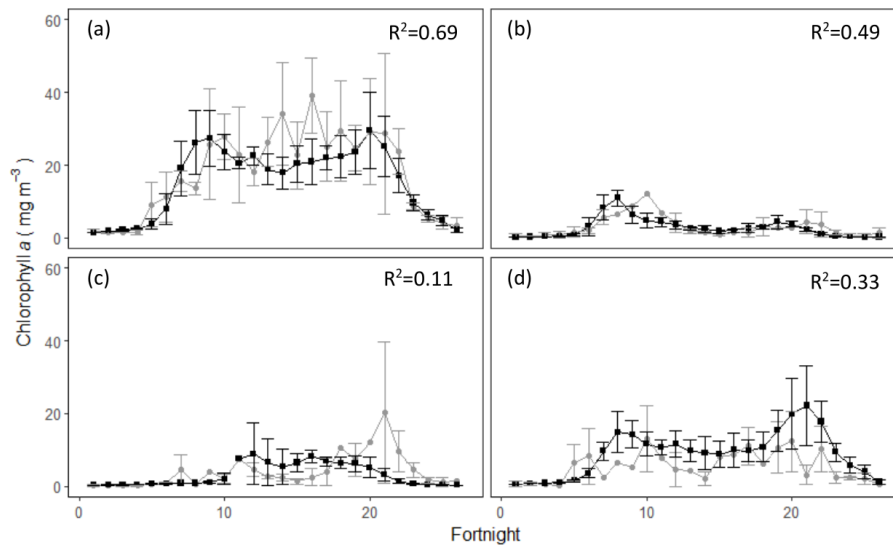 (a) R²=0.69
(b) R²=0.49
60
40
20
0
(c) R²=0.11
(d) R²=0.33
60
40
20
0
Chlorophyll a ( mg m⁻³ )
0 10 20
0 10 20
Fortnight